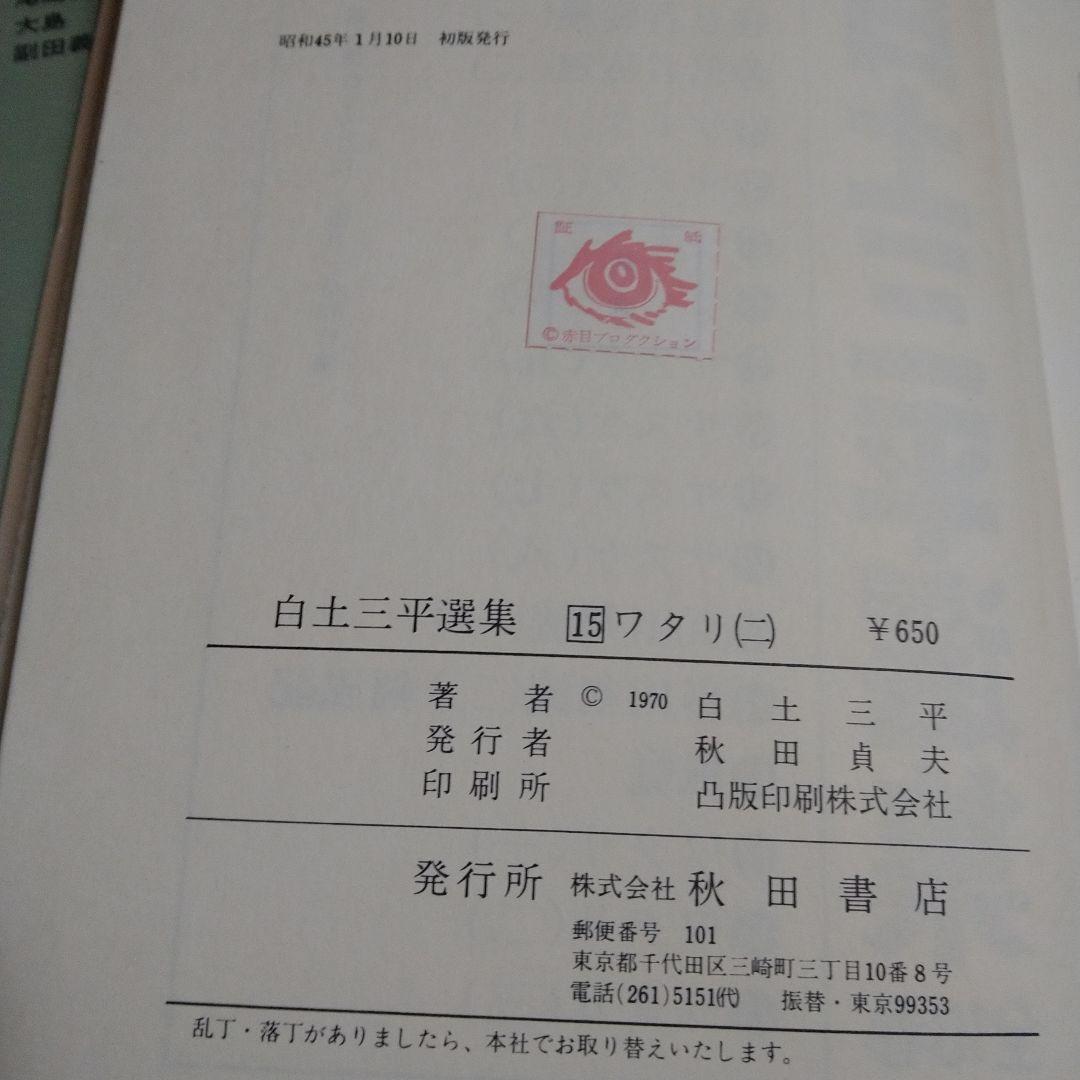 大島
昭和45年1月10日　初版発行
証　紙
©赤目プロダクション
白土三平選集　15 ワタリ(二)　￥650
著者 © 1970 白土三平
発行者　秋田貞夫
印刷所　凸版印刷株式会社
発行所　株式会社 秋田書店
郵便番号　101
東京都千代田区三崎町三丁目10番8号
電話(261)5151(代)　振替・東京99353
乱丁・落丁がありましたら、本社でお取り替えいたします。